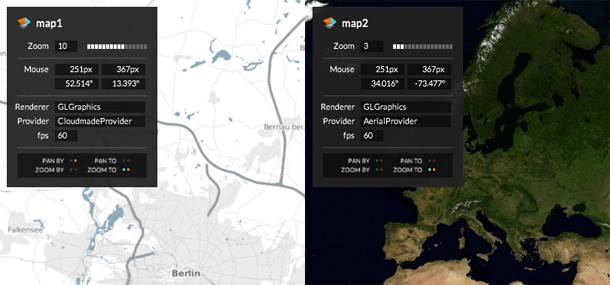 map1
Zoom 10
Mouse 251px 367px
52.514° 13.393°
Renderer GLGraphics
Provider CloudmadeProvider
fps 60
PAN BY PAN TO
ZOOM BY ZOOM TO
Bernau bei
Falkensee
Berlin
map2
Zoom 3
Mouse 251px 367px
34.016° -73.477°
Renderer GLGraphics
Provider AerialProvider
fps 60
PAN BY PAN TO
ZOOM BY ZOOM TO